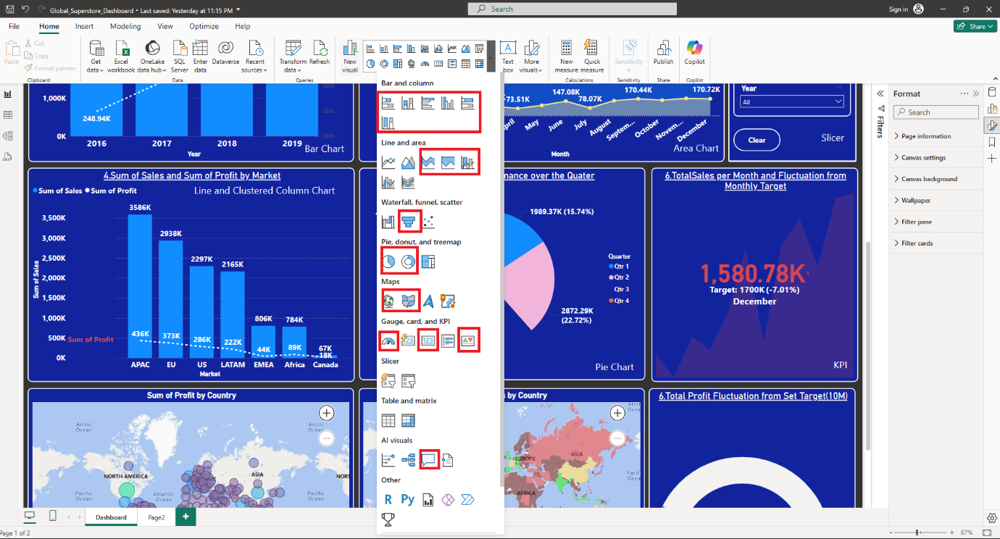 Global_Superstore_Dashboard • Last saved: Yesterday at 11:15 PM
Search
Sign in
File Home Insert Modeling View Optimize Help
Share
Paste
Cut
Copy
Format painter
Clipboard
Get data
Excel workbook
OneLake data hub
SQL Server
Enter data
Dataverse
Recent sources
Data
Transform data
Refresh
Queries
New visual
Text box
More visuals
New measure
Quick measure
Calculations
Sensitivity
Sensitivity
Publish
Share
Copilot
Copilot
1,000K
0K
248.94K
300K
250K
200K
2016 2017 2018 2019
Year
Bar Chart
73.51K
147.08K
78.07K
170.44K
170.72K
May June July August Septem... October Novem... December
Month
Area Chart
Year
All
Clear
Slicer
4.Sum of Sales and Sum of Profit by Market
Sum of Sales Sum of Profit
Line and Clustered Column Chart
3,500K
3,000K
2,500K
2,000K
1,500K
1,000K
500K
0K
Sum of Sales
Sum of Profit
3586K
2938K
2297K
2165K
806K
784K
67K
436K
373K
286K
222K
44K
89K
18K
APAC EU US LATAM EMEA Africa Canada
Market
Bar and column
Line and area
Waterfall, funnel, scatter
Pie, donut, and treemap
Maps
Gauge, card, and KPI
123
123
Slicer
Table and matrix
AI visuals
Other
R
Py
over the Quater
1989.37K (15.74%)
2872.29K
(22.72%)
Quarter
Qtr 1
Qtr 2
Qtr 3
Qtr 4
Pie Chart
6.TotalSales per Month and Fluctuation from
Monthly Target
1,580.78K
Target: 1700K (-7.01%)
December
KPI
Sum of Profit by Country
Arctic
Ocean
Arctic
Ocean
NORTH AMERICA
ASIA
NORT
Pacific
Ocean
Atlantic
Ocean
Pacific
Ocean
by Country
EUROPE
ASIA
AFRICA
6.Total Profit Fluctuation from Set Target(10M)
Filters
Format
Search
Page information
Canvas settings
Canvas background
Wallpaper
Filter pane
Filter cards
Dashboard
Page2
Page 1 of 2
87%